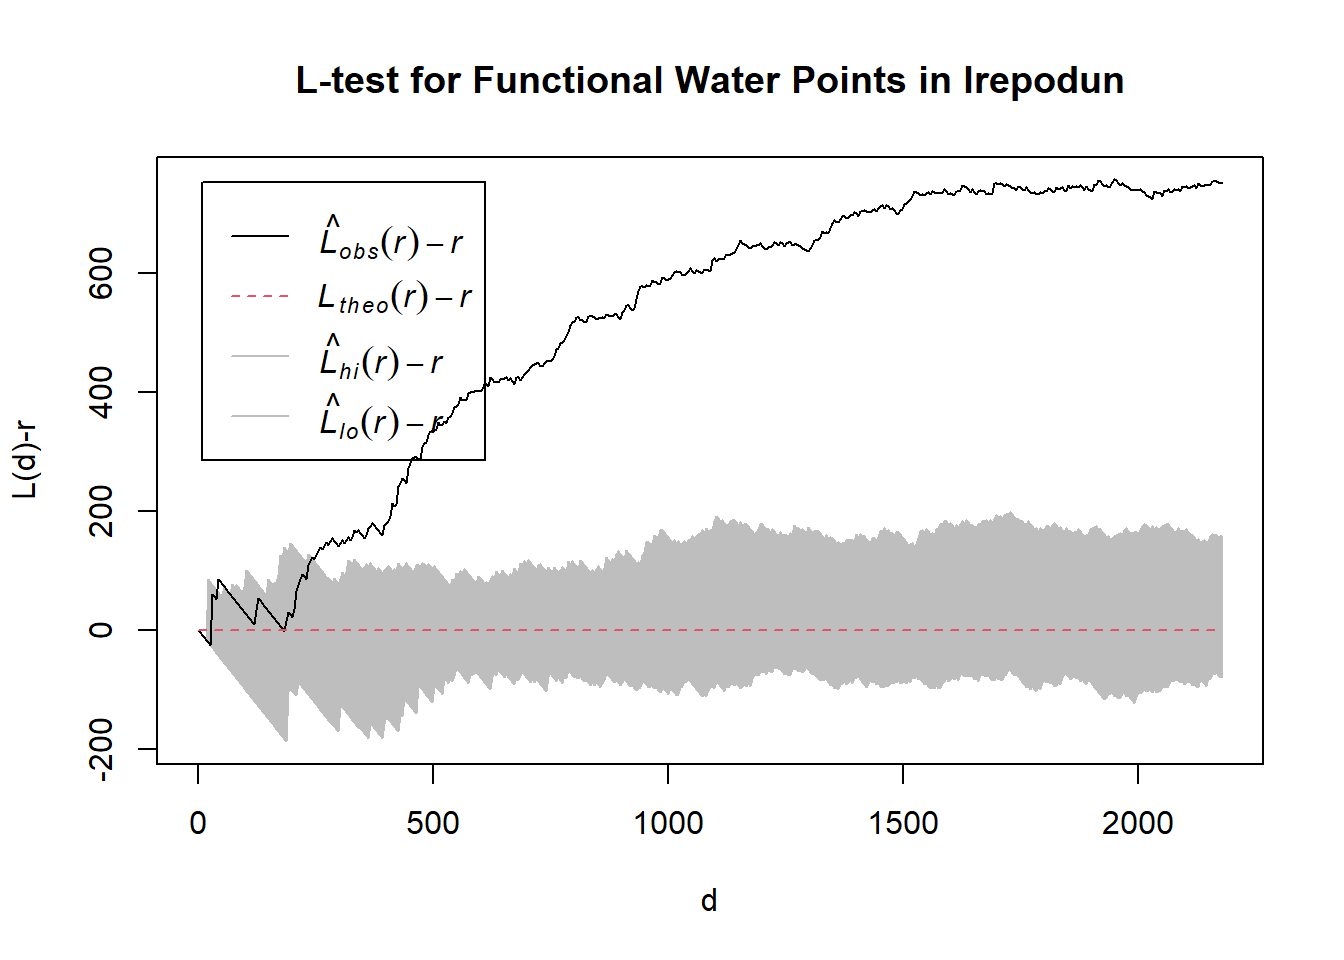 L-test for Functional Water Points in Irepodun
L̂obs(r) − r
Ltheo(r) − r
L̂hi(r) − r
L̂lo(r) − r
L(d)-r
600
400
200
0
-200
0 500 1000 1500 2000
d